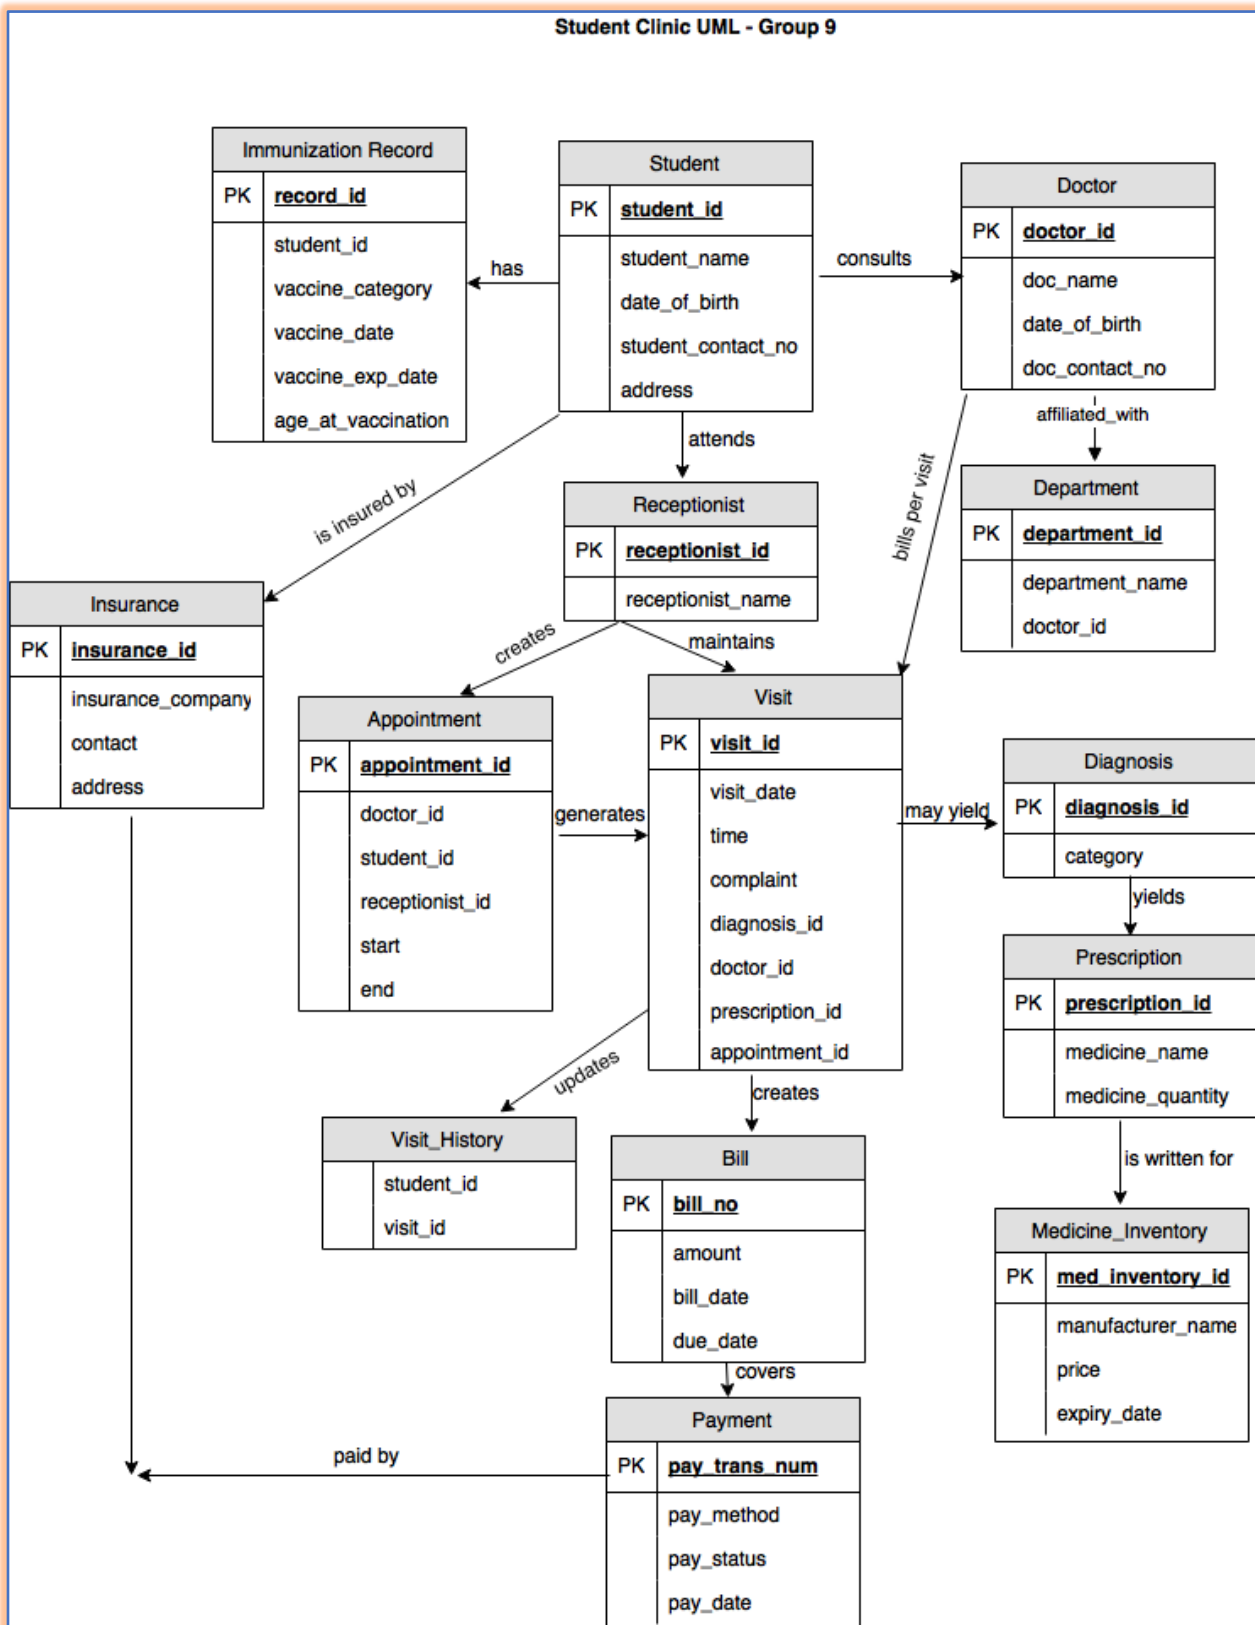 Student Clinic UML - Group 9
Immunization Record
PK record_id
student_id
vaccine_category
vaccine_date
vaccine_exp_date
age_at_vaccination
has
Student
PK student_id
student_name
date_of_birth
student_contact_no
address
consults
Doctor
PK doctor_id
doc_name
date_of_birth
doc_contact_no
affiliated_with
attends
is insured by
bills per visit
Department
PK department_id
department_name
doctor_id
Receptionist
PK receptionist_id
receptionist_name
creates
maintains
Insurance
PK insurance_id
insurance_company
contact
address
Appointment
PK appointment_id
doctor_id
student_id
receptionist_id
start
end
generates
Visit
PK visit_id
visit_date
time
complaint
diagnosis_id
doctor_id
prescription_id
appointment_id
may yield
Diagnosis
PK diagnosis_id
category
yields
Prescription
PK prescription_id
medicine_name
medicine_quantity
is written for
updates
creates
Visit_History
student_id
visit_id
Bill
PK bill_no
amount
bill_date
due_date
covers
Medicine_Inventory
PK med_inventory_id
manufacturer_name
price
expiry_date
paid by
Payment
PK pay_trans_num
pay_method
pay_status
pay_date